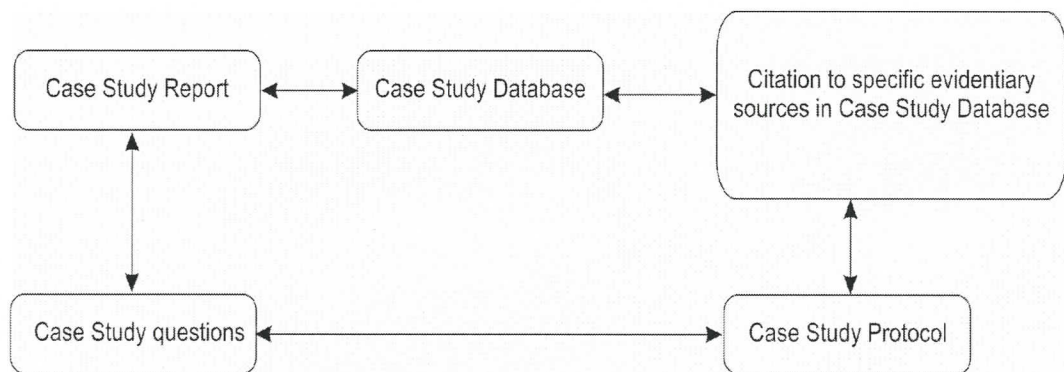 Case Study Report
Case Study Database
Citation to specific evidentiary
sources in Case Study Database
Case Study questions
Case Study Protocol